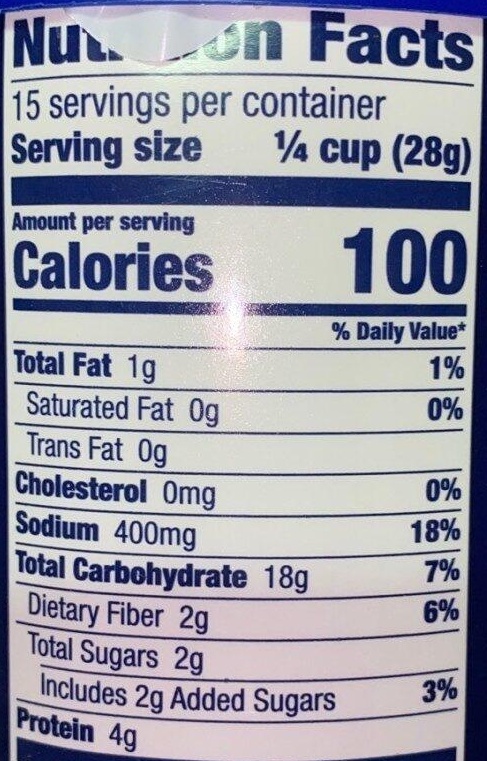 Nutrition Facts
15 servings per container
Serving size ¼ cup (28g)
Amount per serving
Calories 100
% Daily Value*
Total Fat 1g 1%
Saturated Fat 0g 0%
Trans Fat 0g
Cholesterol 0mg 0%
Sodium 400mg 18%
Total Carbohydrate 18g 7%
Dietary Fiber 2g 6%
Total Sugars 2g
Includes 2g Added Sugars 3%
Protein 4g